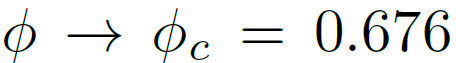 ϕ → ϕ_c = 0.676